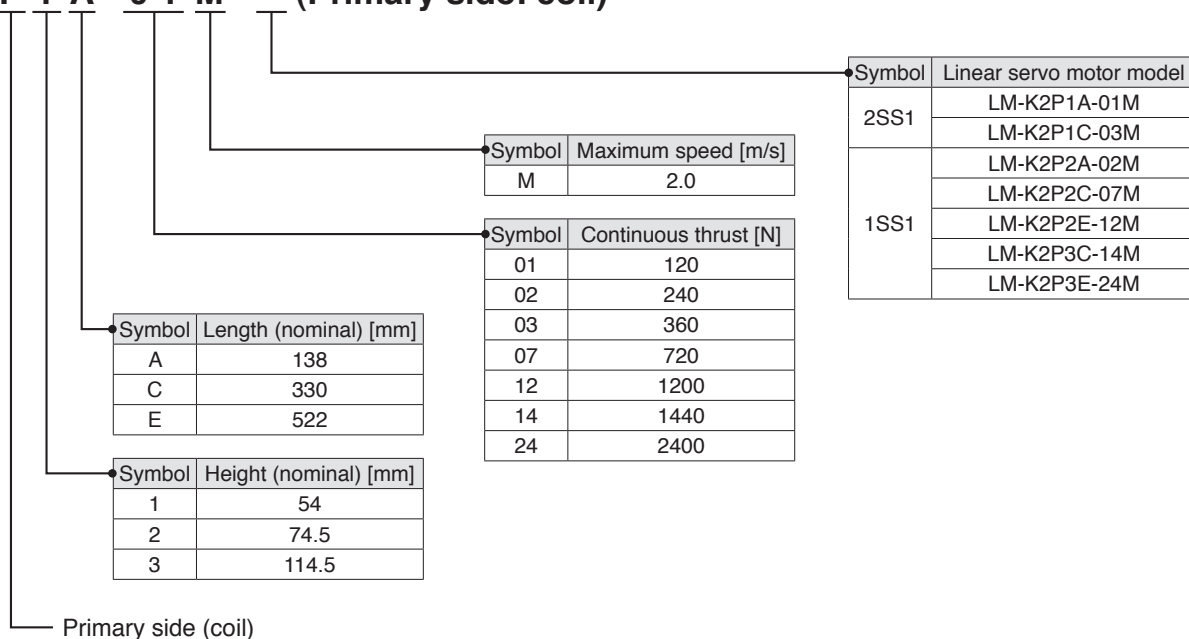 (Primary side: coil)
Symbol Linear servo motor model
2SS1 LM-K2P1A-01M
LM-K2P1C-03M
1SS1 LM-K2P2A-02M
LM-K2P2C-07M
LM-K2P2E-12M
LM-K2P3C-14M
LM-K2P3E-24M
Symbol Maximum speed [m/s]
M 2.0
Symbol Continuous thrust [N]
01 120
02 240
03 360
07 720
12 1200
14 1440
24 2400
Symbol Length (nominal) [mm]
A 138
C 330
E 522
Symbol Height (nominal) [mm]
1 54
2 74.5
3 114.5
Primary side (coil)